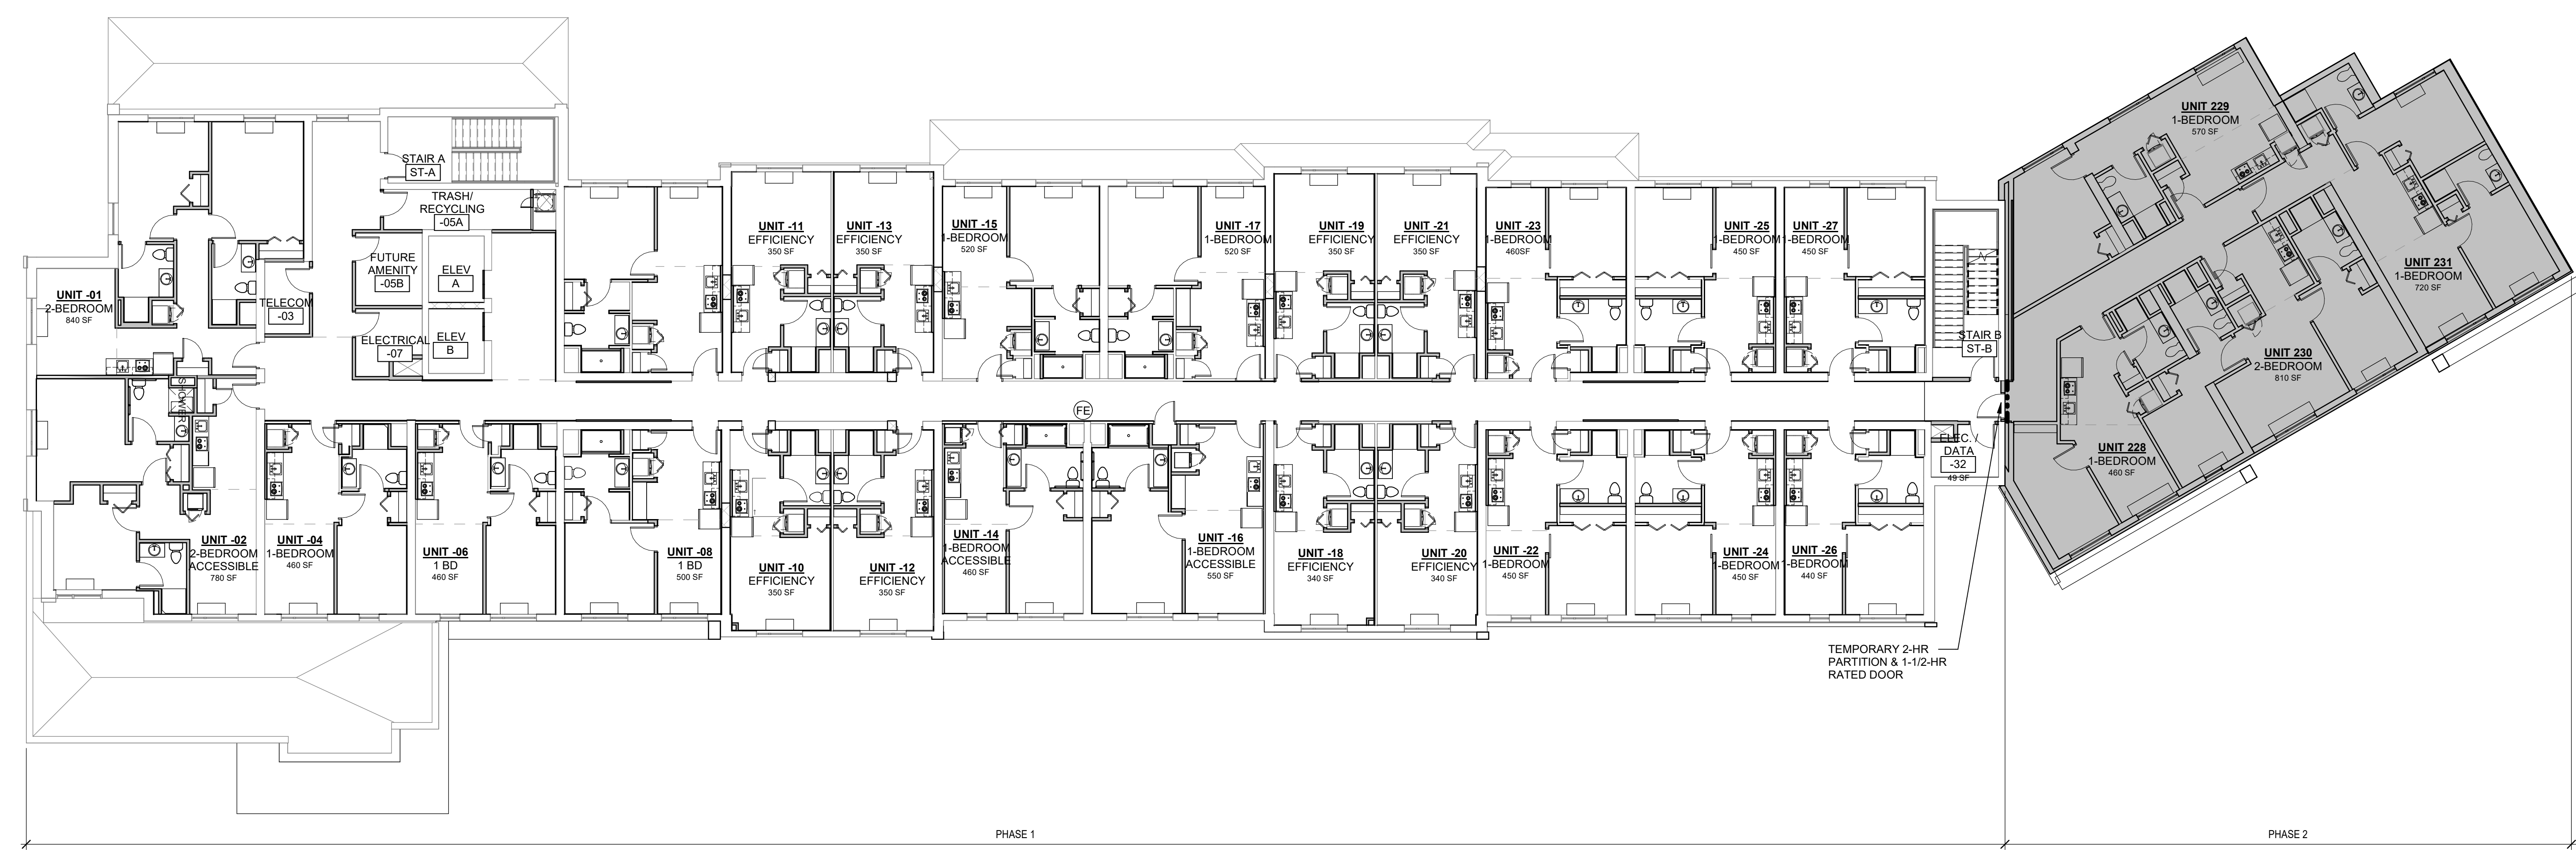 UNIT 229
1-BEDROOM
570 SF
STAIR A
ST-A
TRASH/
RECYCLING
-05A
UNIT -11
EFFICIENCY
350 SF
UNIT -13
EFFICIENCY
350 SF
UNIT -15
1-BEDROOM
520 SF
UNIT -17
1-BEDROOM
520 SF
UNIT -19
EFFICIENCY
350 SF
UNIT -21
EFFICIENCY
350 SF
UNIT -23
1-BEDROOM
460SF
UNIT -25
1-BEDROOM
450 SF
UNIT -27
1-BEDROOM
450 SF
UNIT 231
1-BEDROOM
720 SF
FUTURE
AMENITY
-05B
ELEV
A
UNIT -01
2-BEDROOM
840 SF
TELECOM
-03
ELECTRICAL
-07
ELEV
B
STAIR B
ST-B
UNIT 230
2-BEDROOM
810 SF
SHOWER
FE
ELEC. /
DATA
-32
49 SF
UNIT 228
1-BEDROOM
460 SF
UNIT -02
2-BEDROOM
ACCESSIBLE
780 SF
UNIT -04
1-BEDROOM
460 SF
UNIT -06
1 BD
460 SF
UNIT -08
1 BD
500 SF
UNIT -10
EFFICIENCY
350 SF
UNIT -12
EFFICIENCY
350 SF
UNIT -14
1-BEDROOM
ACCESSIBLE
460 SF
UNIT -16
1-BEDROOM
ACCESSIBLE
550 SF
UNIT -18
EFFICIENCY
340 SF
UNIT -20
EFFICIENCY
340 SF
UNIT -22
1-BEDROOM
450 SF
UNIT -24
1-BEDROOM
450 SF
UNIT -26
1-BEDROOM
440 SF
TEMPORARY 2-HR
PARTITION & 1-1/2-HR
RATED DOOR
PHASE 1
PHASE 2